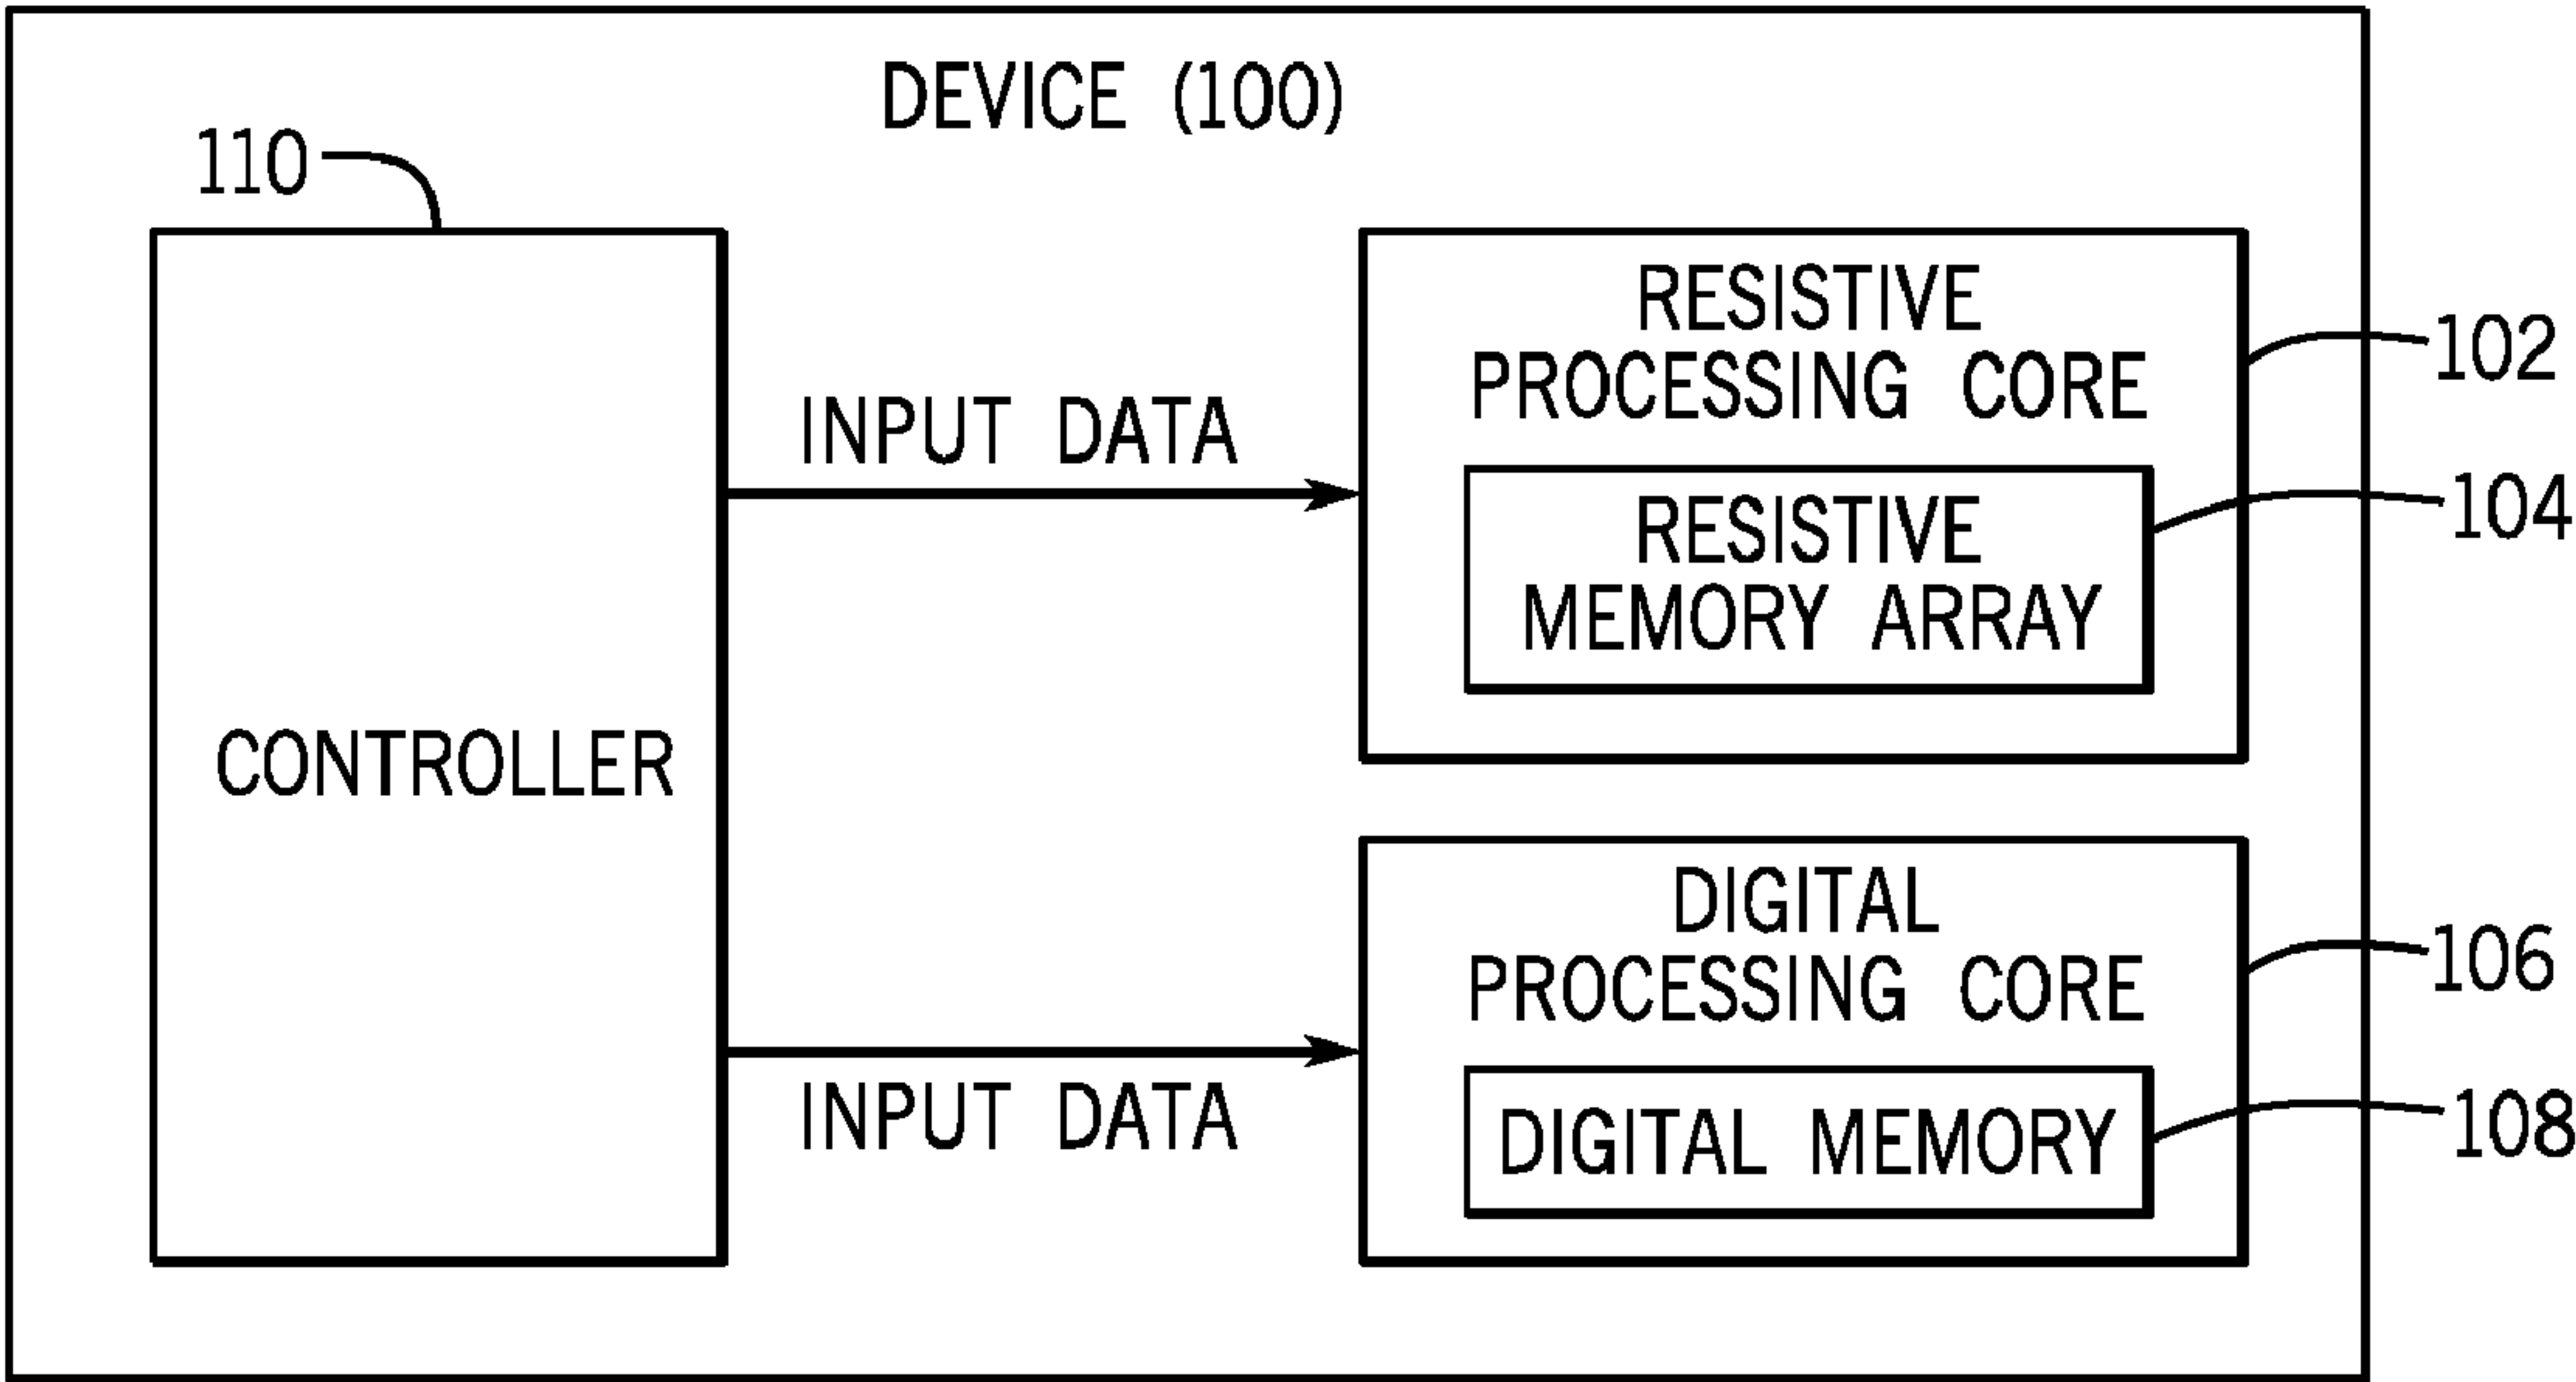 DEVICE (100)
110
CONTROLLER
INPUT DATA
RESISTIVE
PROCESSING CORE
102
RESISTIVE
MEMORY ARRAY
104
INPUT DATA
DIGITAL
PROCESSING CORE
106
DIGITAL MEMORY
108